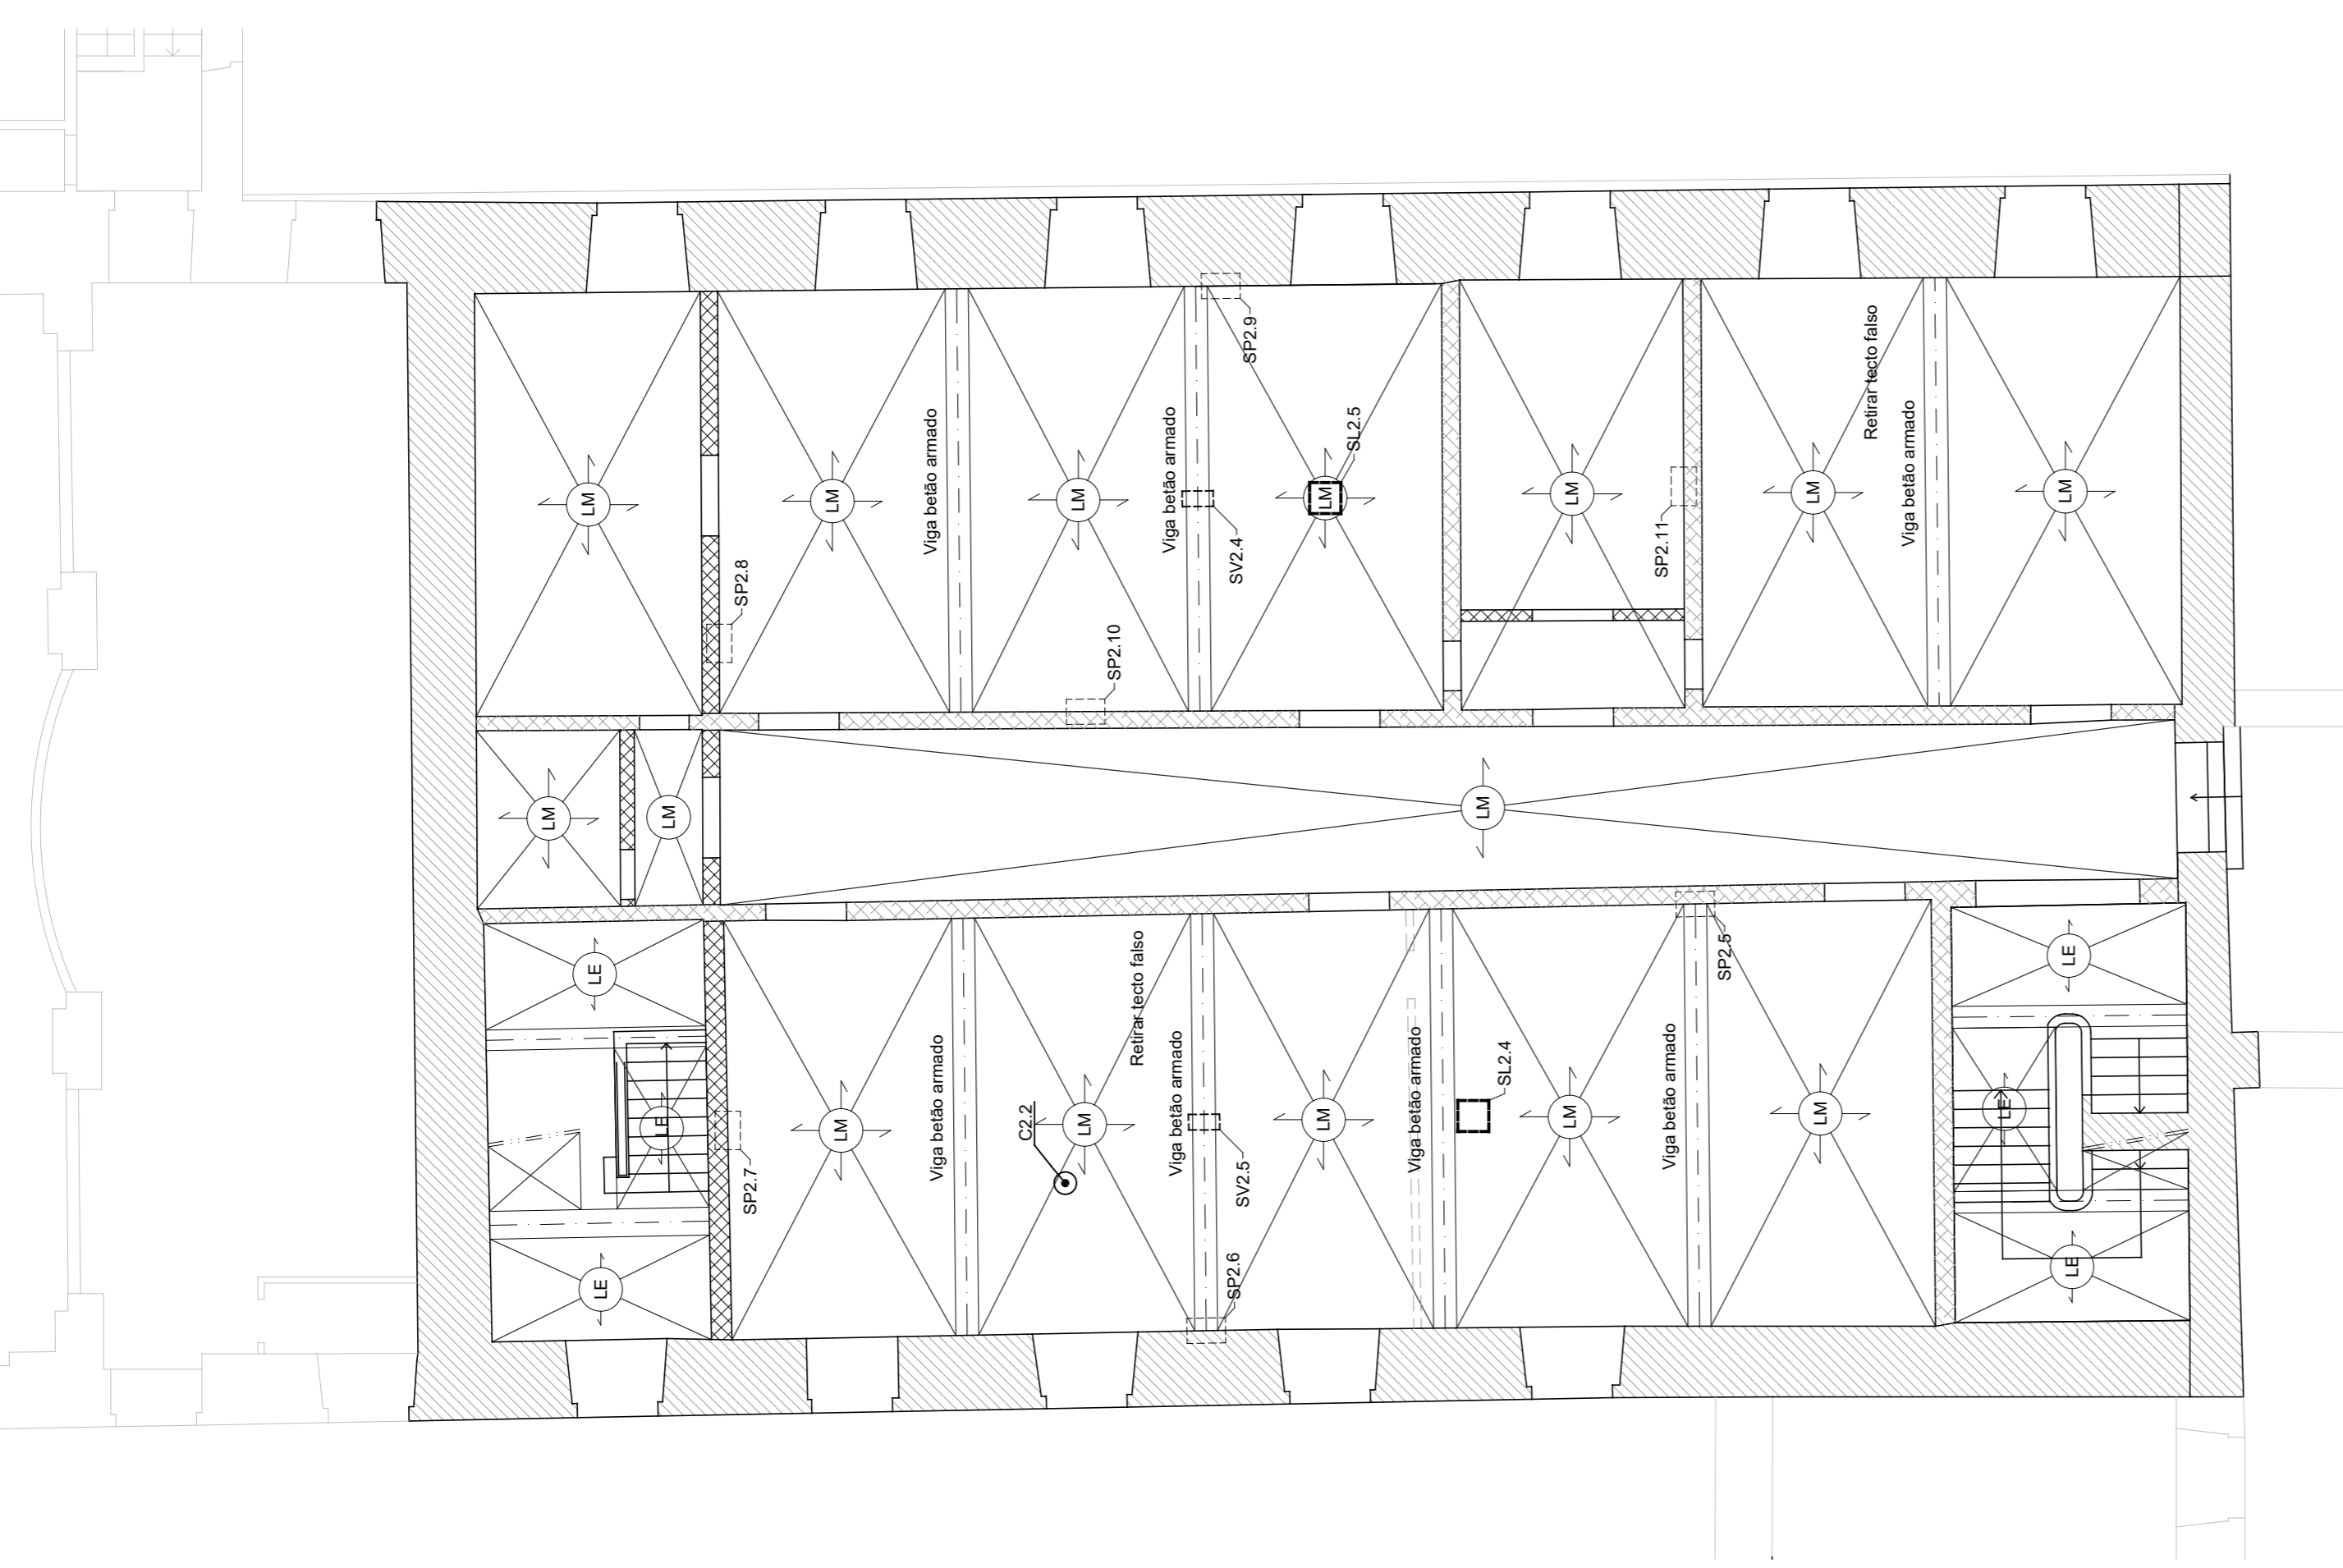 SP2.9
Retirar tecto falso
Viga betão armado
Viga betão armado
Viga betão armado
SL2.5
LM
LM
LM
LM
LM
LM
LM
SV2.4
SP2.11
SP2.8
SP2.10
LM
LM
LM
LE
LE
SP2.5
Retirar tecto falso
Viga betão armado
Viga betão armado
Viga betão armado
Viga betão armado
SL2.4
C2.2
LM
LM
LM
LM
LM
LE
LE
SP2.7
SV2.5
SP2.6
LE
LE